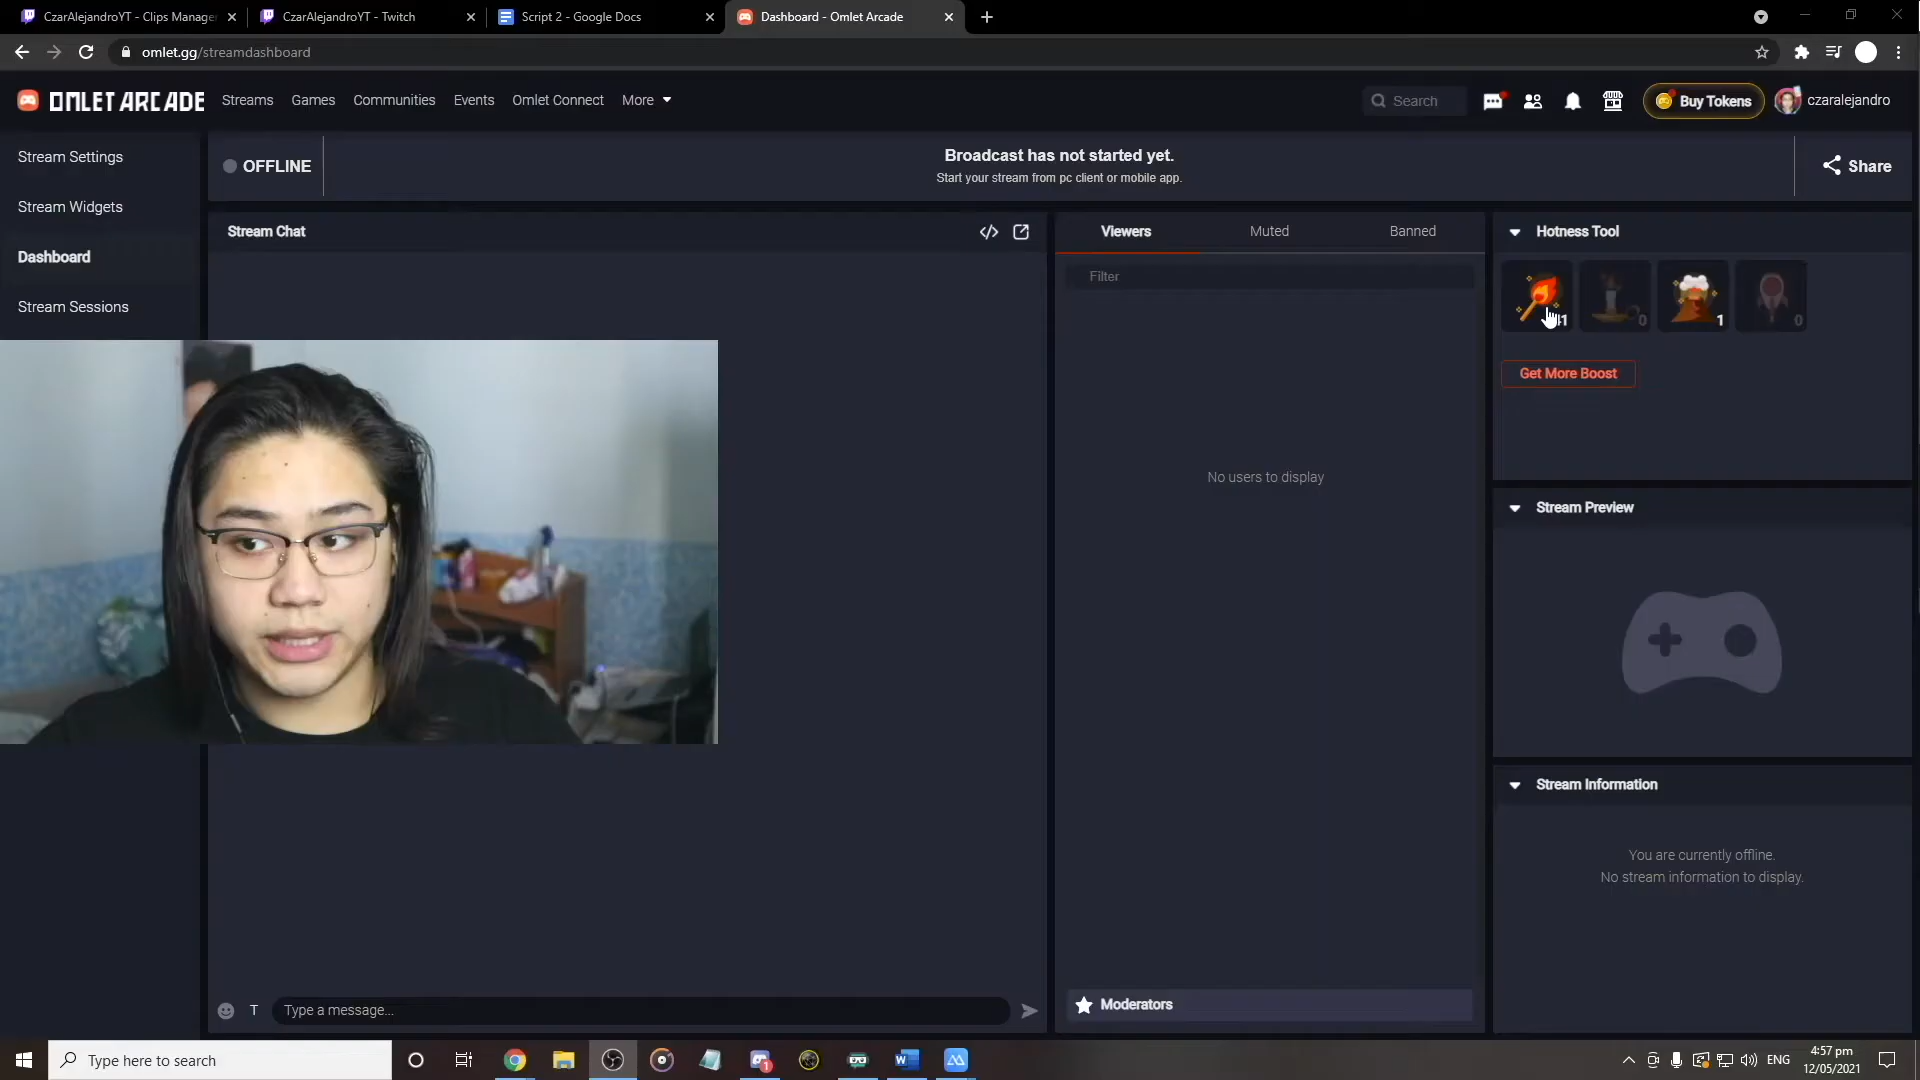 CzarAlejandroYT - Clips Manage
CzarAlejandroYT - Twitch
Script 2 - Google Docs
Dashboard - Omlet Arcade
omlet.gg/streamdashboard
OMLET ARCADE
Streams
Games
Communities
Events
Omlet Connect
More
Search
Buy Tokens
czaralejandro
Stream Settings
Stream Widgets
Dashboard
Stream Sessions
OFFLINE
Broadcast has not started yet.
Start your stream from pc client or mobile app.
Share
Stream Chat
T
Type a message...
Viewers
Muted
Banned
Filter
No users to display
Moderators
Hotness Tool
0
1
0
Get More Boost
Stream Preview
Stream Information
You are currently offline.
No stream information to display.
Type here to search
1
ENG
4:57 pm
12/05/2021